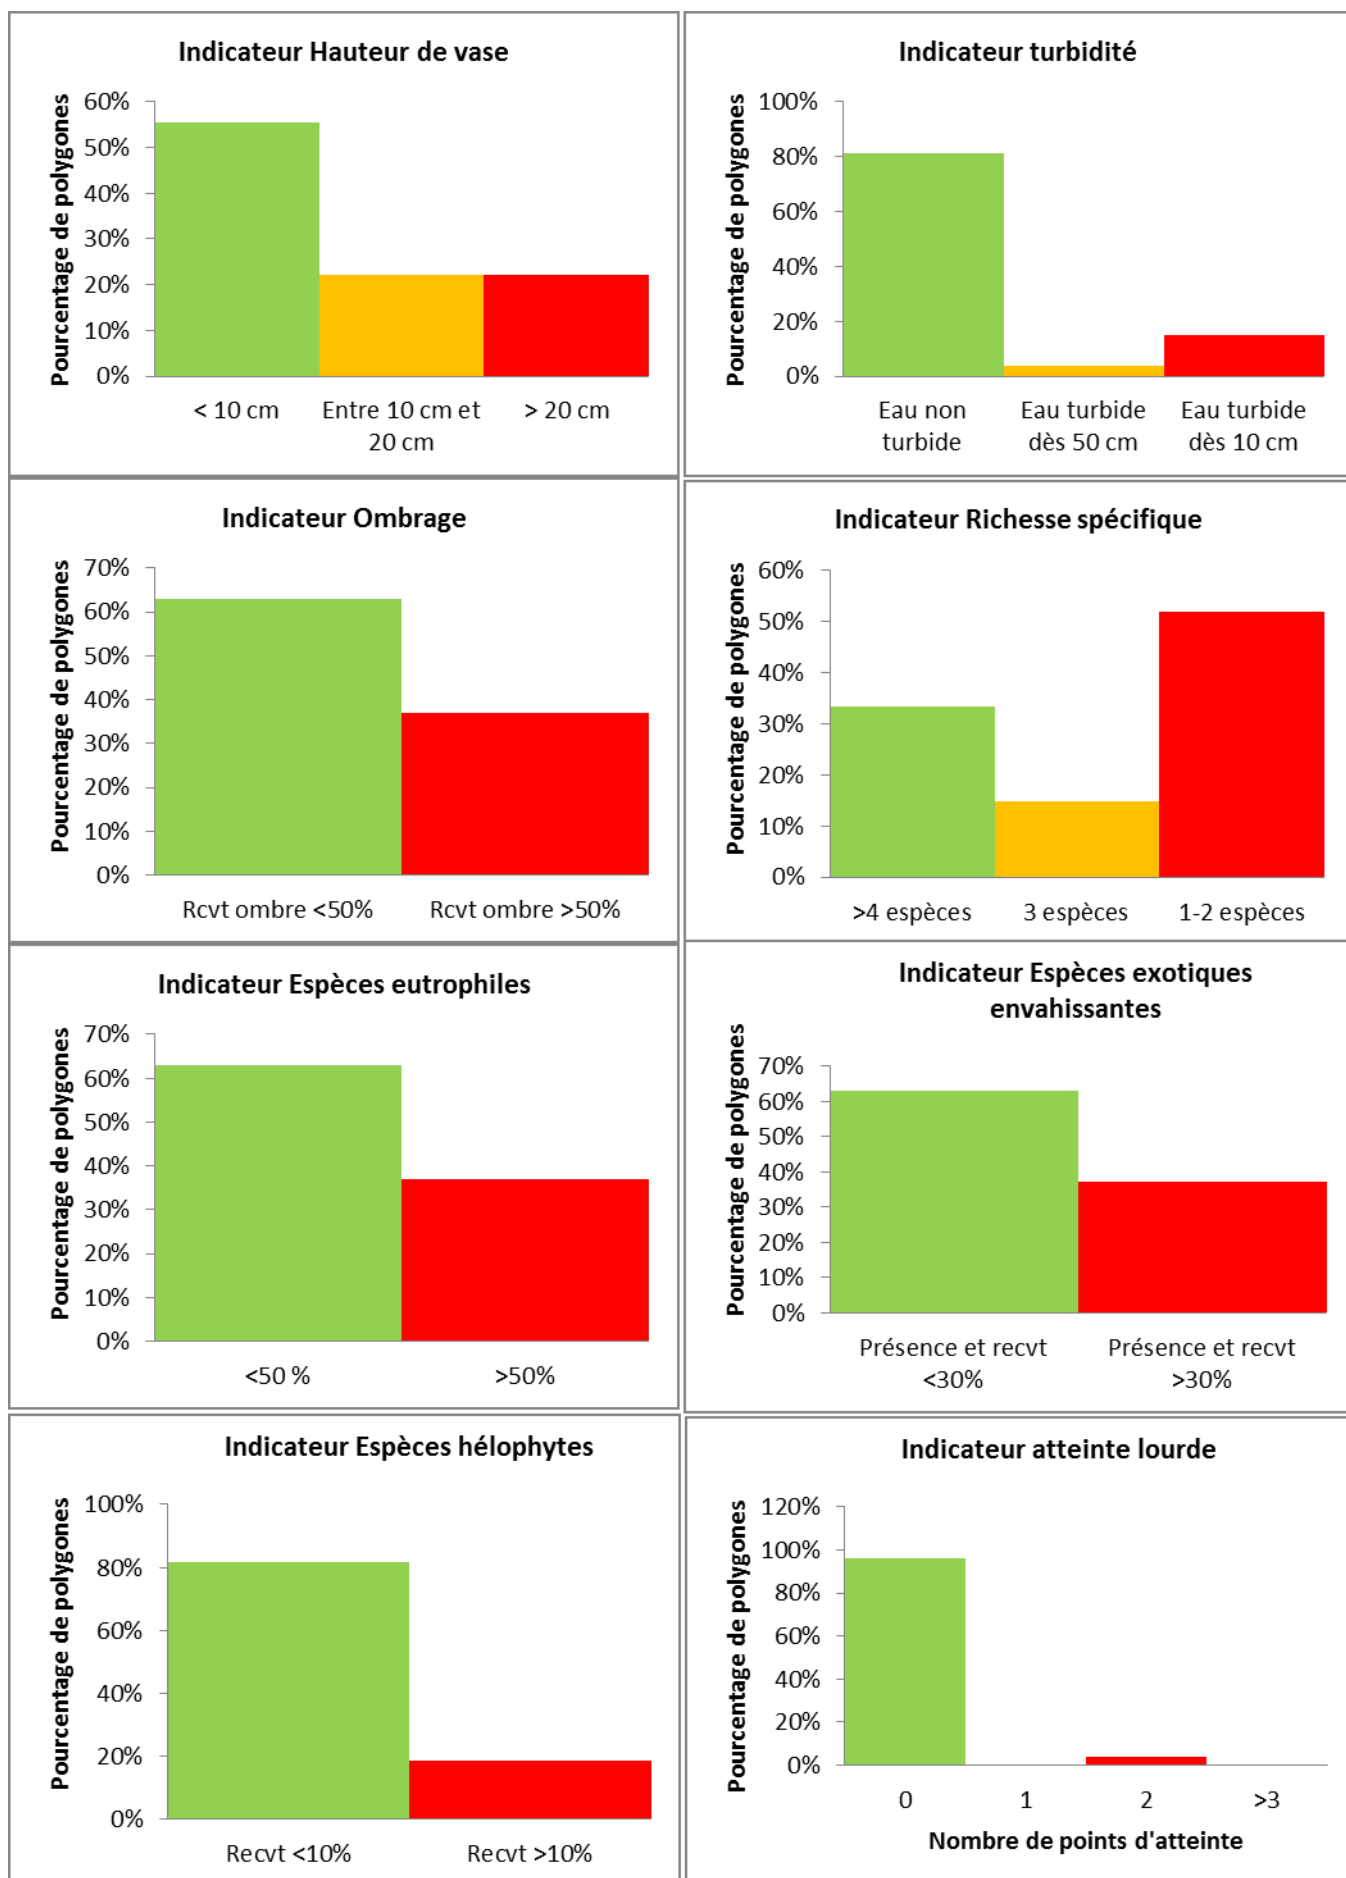 Indicateur Hauteur de vase
Pourcentage de polygones
60%
50%
40%
30%
20%
10%
0%
< 10 cm
Entre 10 cm et
20 cm
> 20 cm
Indicateur turbidité
Pourcentage de polygones
100%
80%
60%
40%
20%
0%
Eau non
turbide
Eau turbide
dès 50 cm
Eau turbide
dès 10 cm
Indicateur Ombrage
Pourcentage de polygones
70%
60%
50%
40%
30%
20%
10%
0%
Rcvt ombre <50%
Rcvt ombre >50%
Indicateur Richesse spécifique
Pourcentage de polygones
60%
50%
40%
30%
20%
10%
0%
>4 espèces
3 espèces
1-2 espèces
Indicateur Espèces eutrophiles
Pourcentage de polygones
70%
60%
50%
40%
30%
20%
10%
0%
<50 %
>50%
Indicateur Espèces exotiques
envahissantes
Pourcentage de polygones
70%
60%
50%
40%
30%
20%
10%
0%
Présence et recvt
<30%
Présence et recvt
>30%
Indicateur Espèces hélophytes
Pourcentage de polygones
100%
80%
60%
40%
20%
0%
Recvt <10%
Recvt >10%
Indicateur atteinte lourde
Pourcentage de polygones
120%
100%
80%
60%
40%
20%
0%
0
1
2
>3
Nombre de points d'atteinte